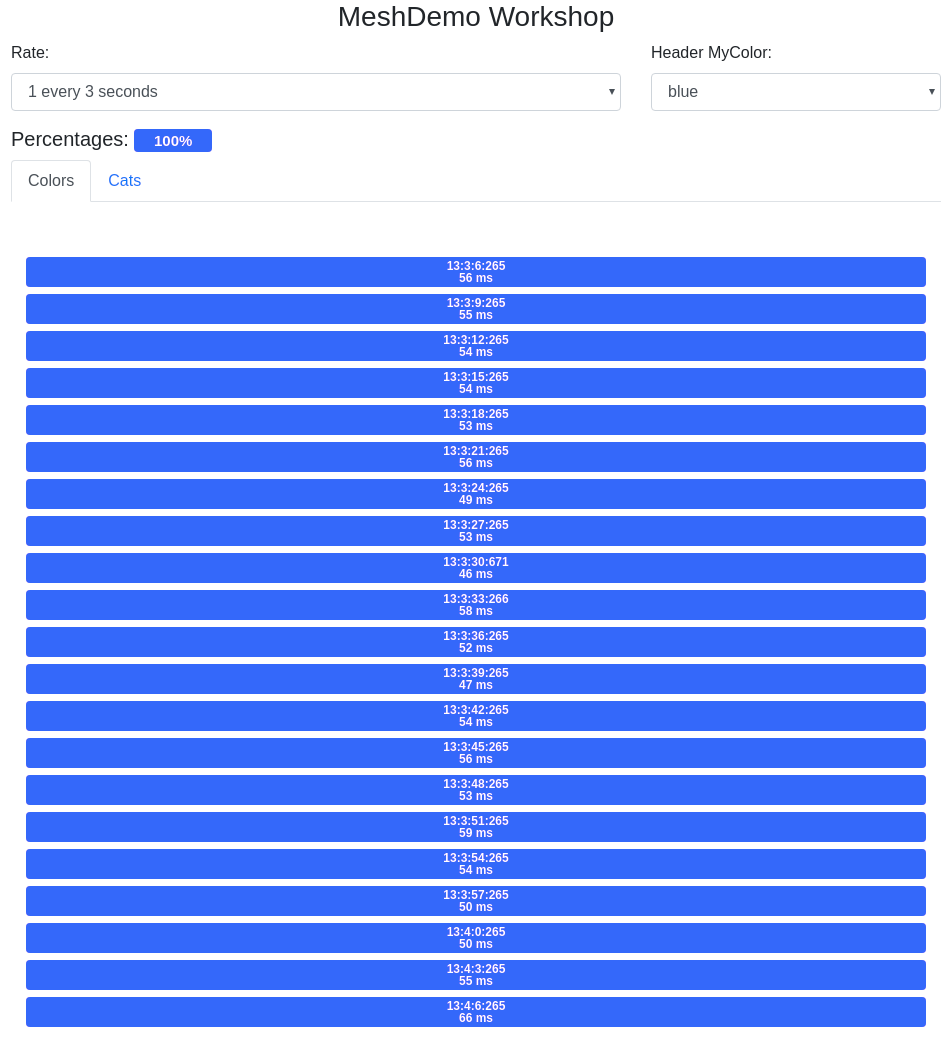 MeshDemo Workshop
Rate: Header MyColor:
1 every 3 seconds blue
Percentages: 100%
Colors Cats
13:3:6:265
56 ms
13:3:9:265
55 ms
13:3:12:265
54 ms
13:3:15:265
54 ms
13:3:18:265
53 ms
13:3:21:265
56 ms
13:3:24:265
49 ms
13:3:27:265
53 ms
13:3:30:671
46 ms
13:3:33:266
58 ms
13:3:36:265
52 ms
13:3:39:265
47 ms
13:3:42:265
54 ms
13:3:45:265
56 ms
13:3:48:265
53 ms
13:3:51:265
59 ms
13:3:54:265
54 ms
13:3:57:265
50 ms
13:4:0:265
50 ms
13:4:3:265
55 ms
13:4:6:265
66 ms